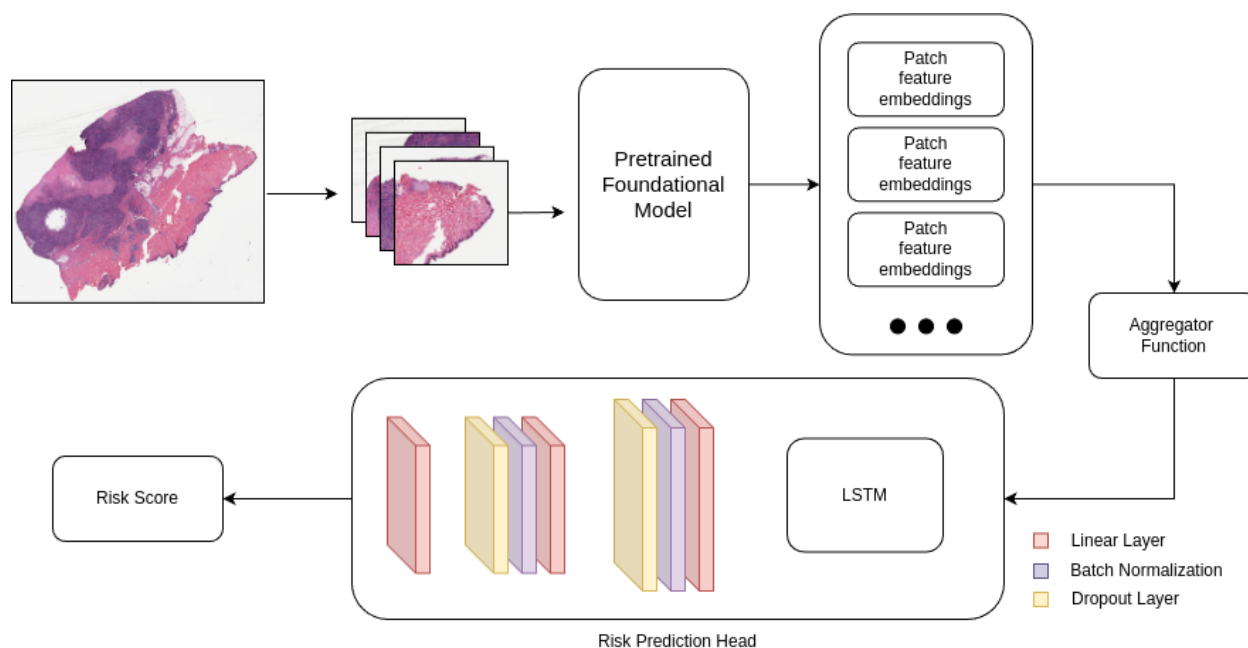 Patch
feature
embeddings
Patch
feature
embeddings
Patch
feature
embeddings
Pretrained
Foundational
Model
Aggregator
Function
LSTM
Risk Score
Linear Layer
Batch Normalization
Dropout Layer
Risk Prediction Head